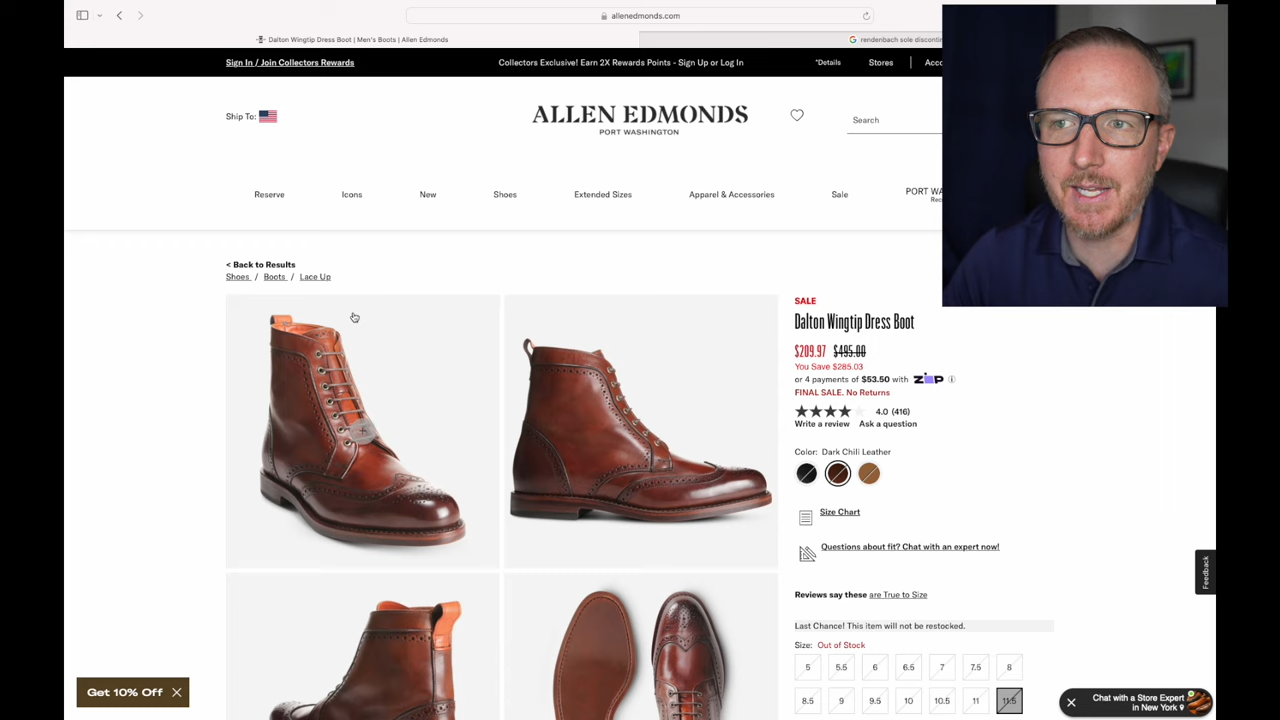 allenedmonds.com
Dalton Wingtip Dress Boot | Men's Boots | Allen Edmonds
rendenbach sole discontin
Sign In / Join Collectors Rewards
Collectors Exclusive! Earn 2X Rewards Points - Sign Up or Log In
*Details
Stores
Acco
Ship To:
ALLEN EDMONDS
PORT WASHINGTON
Search
Reserve
Icons
New
Shoes
Extended Sizes
Apparel & Accessories
Sale
PORT WA
Rec
< Back to Results
Shoes / Boots / Lace Up
SALE
Dalton Wingtip Dress Boot
$209.97 $495.00
You Save $285.03
or 4 payments of $53.50 with ZIP
FINAL SALE. No Returns
4.0 (416)
Write a review Ask a question
Color: Dark Chili Leather
Size Chart
Questions about fit? Chat with an expert now!
Reviews say these are True to Size
Last Chance! This item will not be restocked.
Size: Out of Stock
5 5.5 6 6.5 7 7.5 8
8.5 9 9.5 10 10.5 11 11.5
Feedback
Get 10% Off
Chat with a Store Expert
in New York